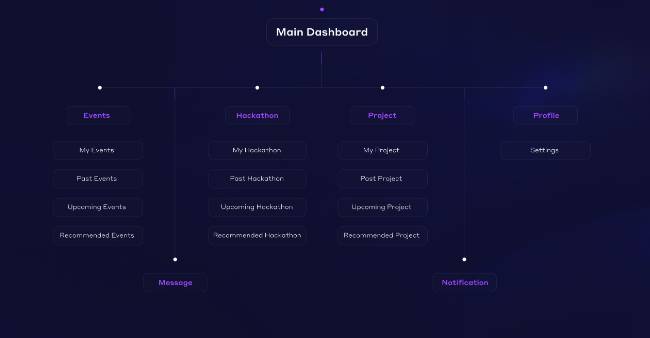 Main Dashboard
Events
Hackathon
Project
Profile
My Events
My Hackathon
My Project
Settings
Past Events
Past Hackathon
Past Project
Upcoming Events
Upcoming Hackathon
Upcoming Project
Recommended Events
Recommended Hackathon
Recommended Project
Message
Notification